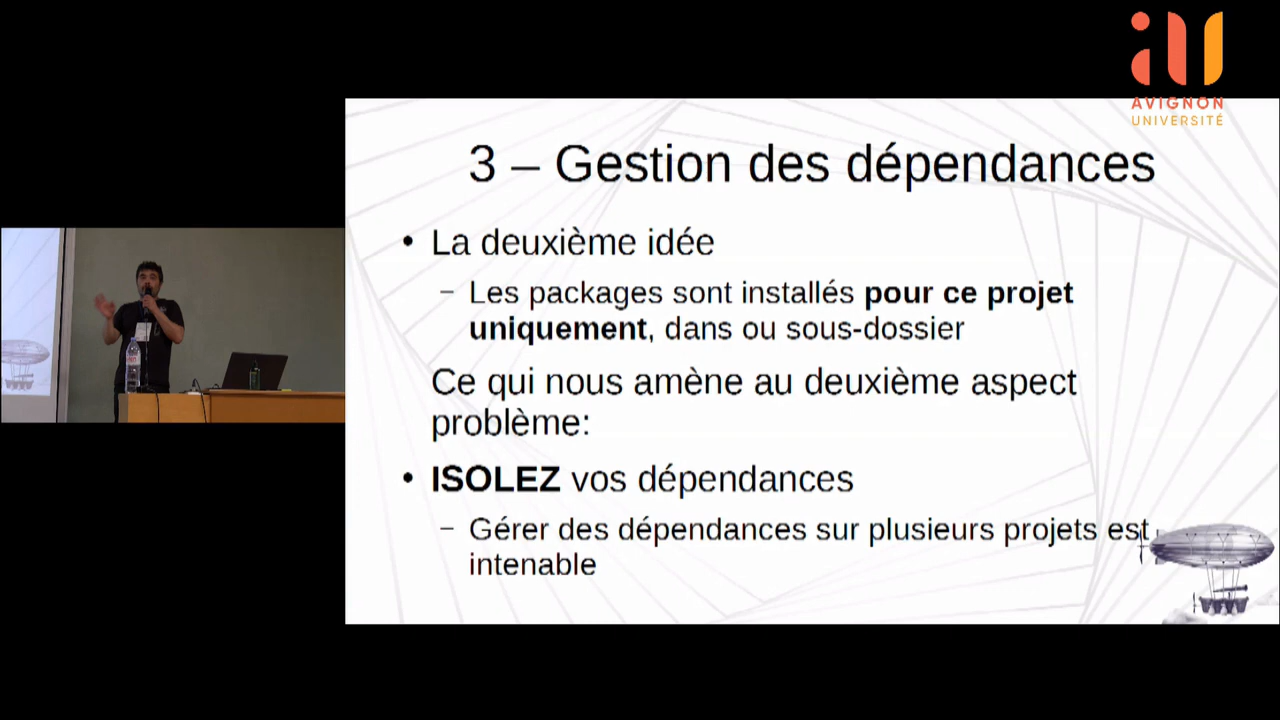 AVIGNON
UNIVERSITÉ
3 – Gestion des dépendances
• La deuxième idée
– Les packages sont installés pour ce projet
uniquement, dans ou sous-dossier
Ce qui nous amène au deuxième aspect
problème:
• ISOLEZ vos dépendances
– Gérer des dépendances sur plusieurs projets est
intenable